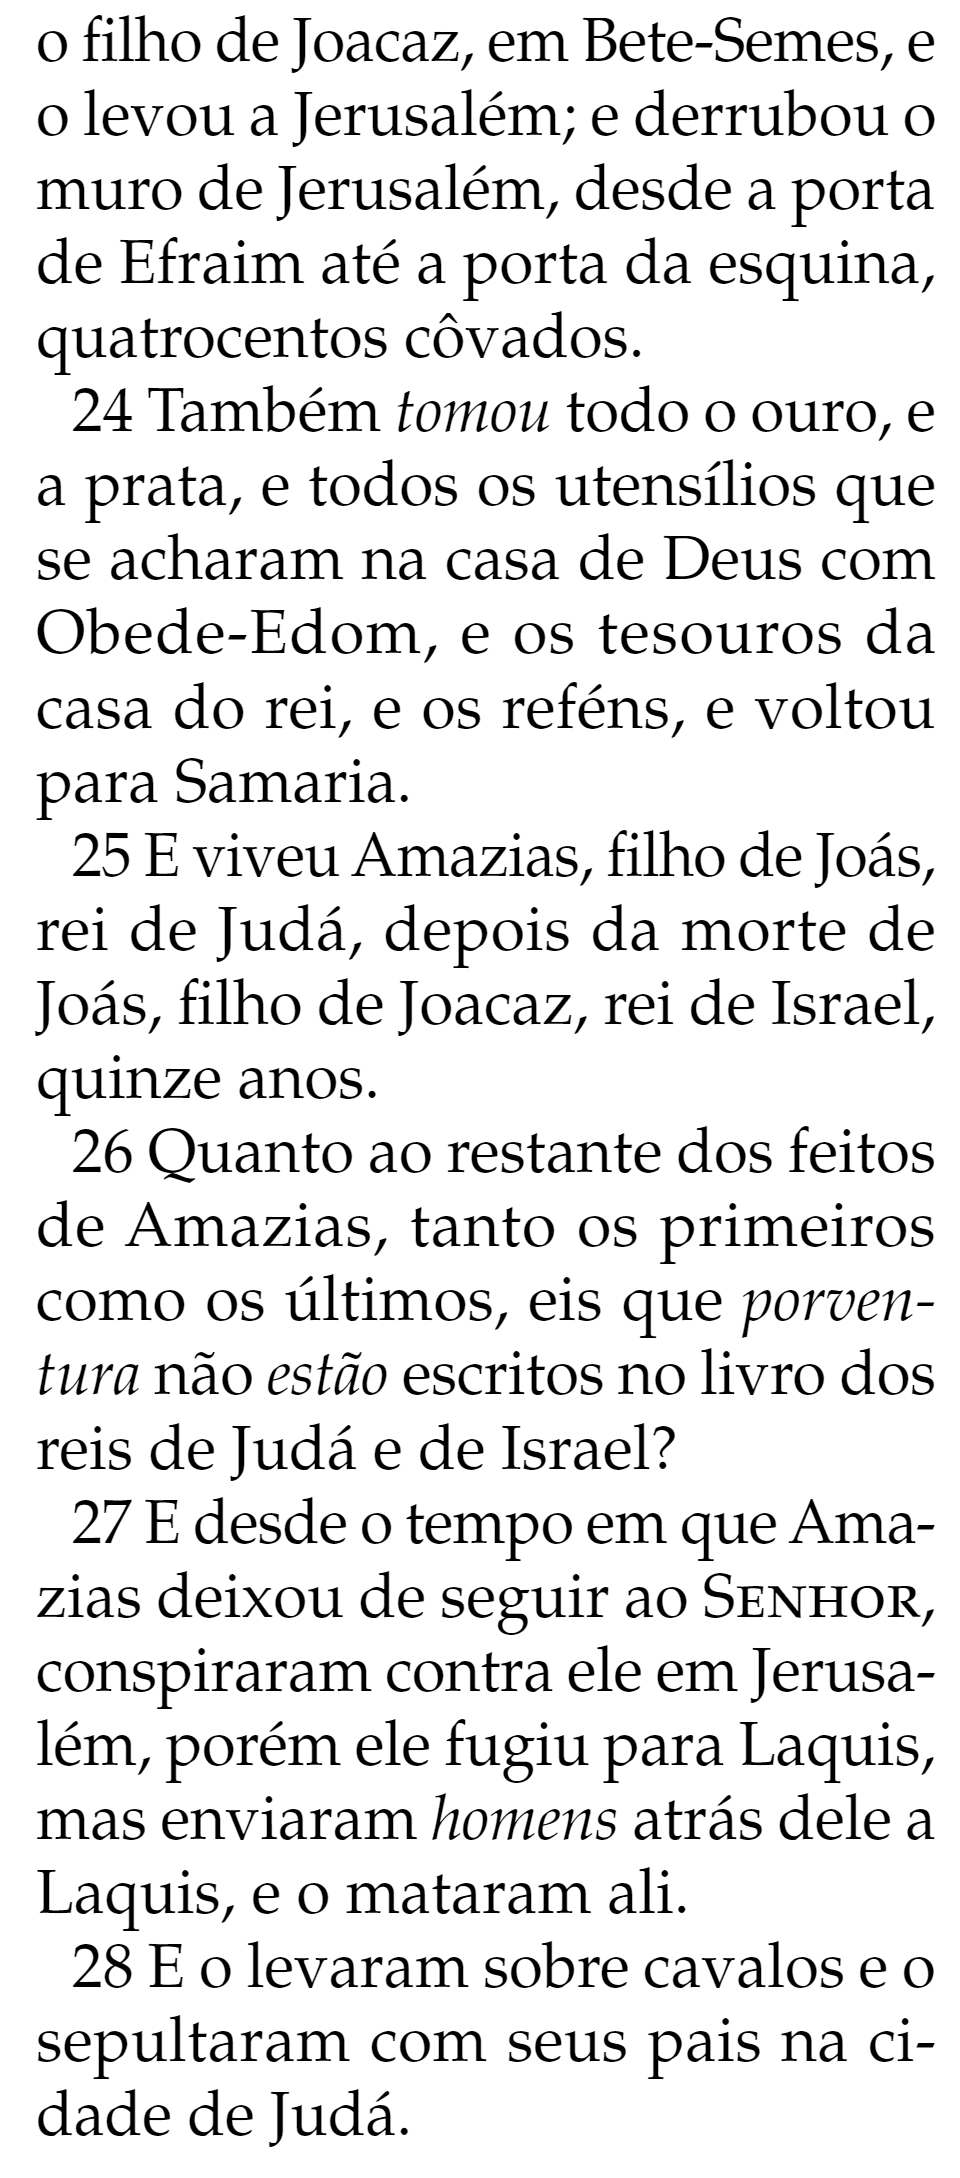 o filho de Joacaz, em Bete-Semes, e
o levou a Jerusalém; e derrubou o
muro de Jerusalém, desde a porta
de Efraim até a porta da esquina,
quatrocentos côvados.
24 Também tomou todo o ouro, e
a prata, e todos os utensílios que
se acharam na casa de Deus com
Obede-Edom, e os tesouros da
casa do rei, e os reféns, e voltou
para Samaria.
25 E viveu Amazias, filho de Joás,
rei de Judá, depois da morte de
Joás, filho de Joacaz, rei de Israel,
quinze anos.
26 Quanto ao restante dos feitos
de Amazias, tanto os primeiros
como os últimos, eis que porven-
tura não estão escritos no livro dos
reis de Judá e de Israel?
27 E desde o tempo em que Ama-
zias deixou de seguir ao SENHOR,
conspiraram contra ele em Jerusa-
lém, porém ele fugiu para Laquis,
mas enviaram homens atrás dele a
Laquis, e o mataram ali.
28 E o levaram sobre cavalos e o
sepultaram com seus pais na ci-
dade de Judá.